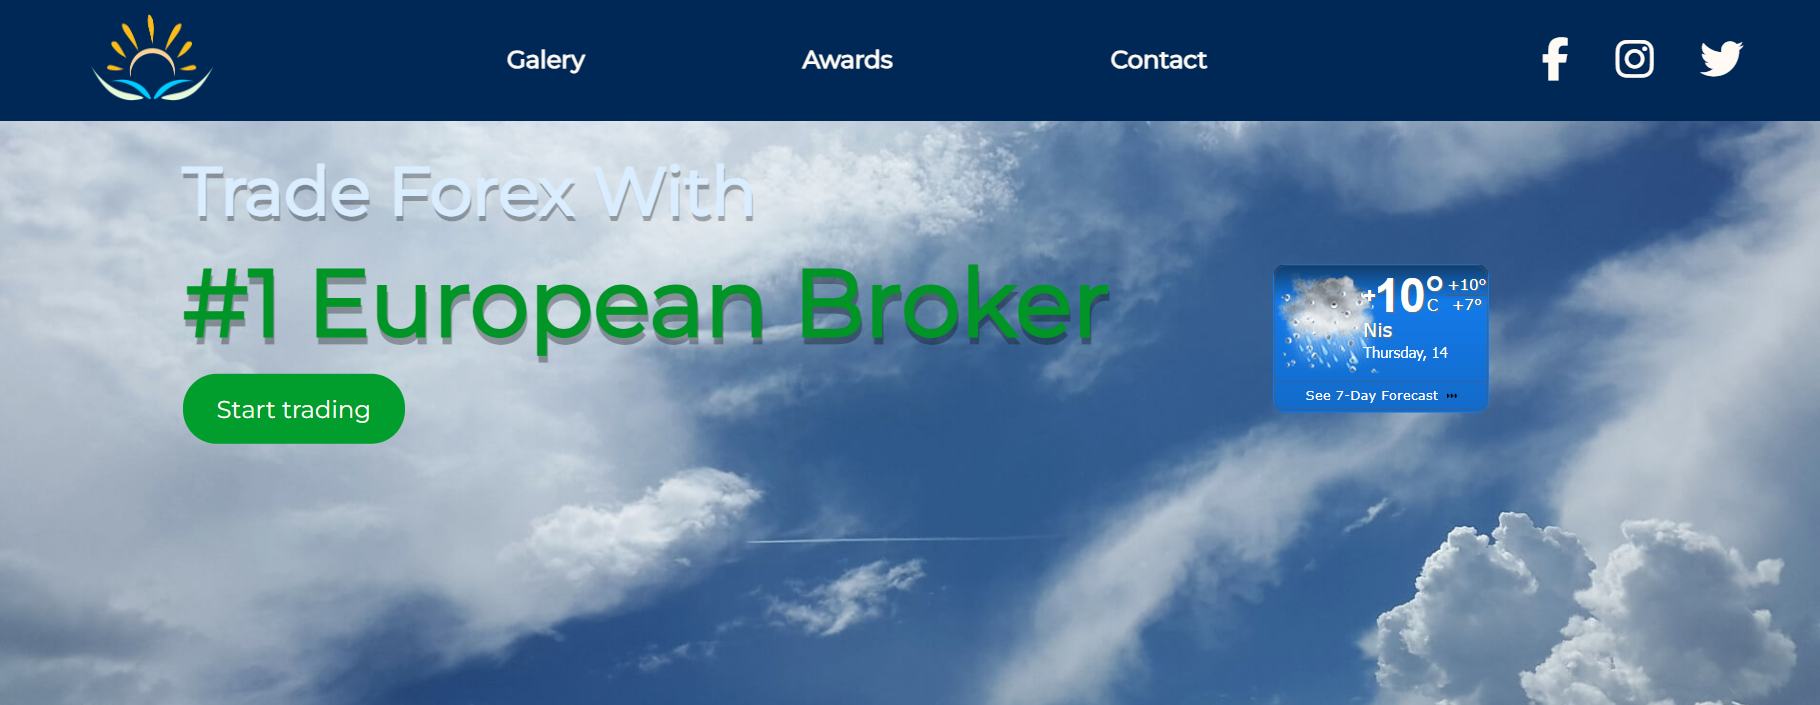 Galery
Awards
Contact
Trade Forex With
#1 European Broker
Start trading
+10°
C
+10°
+7°
Nis
Thursday, 14
See 7-Day Forecast